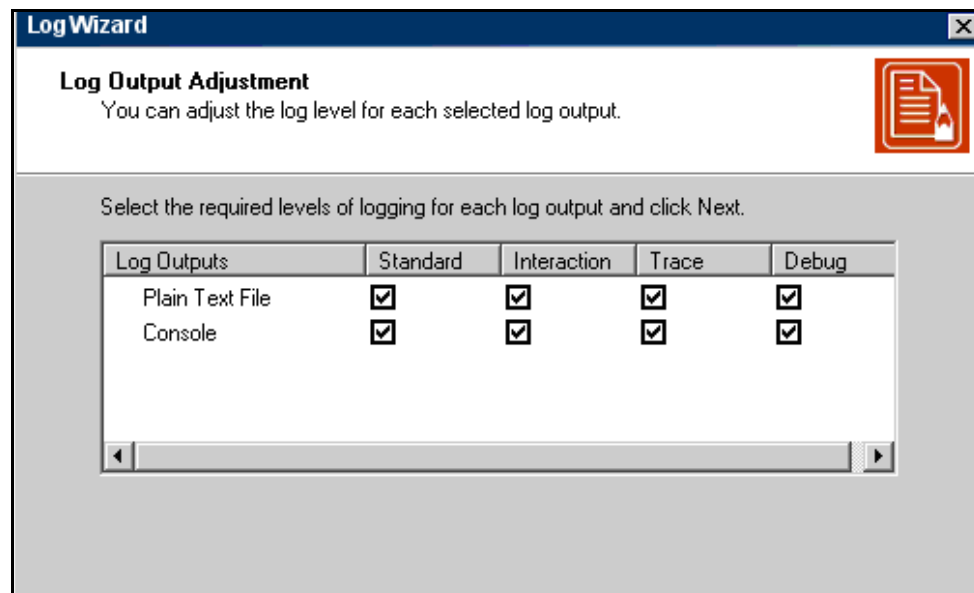 Log Wizard
Log Output Adjustment
You can adjust the log level for each selected log output.
Select the required levels of logging for each log output and click Next.
Log Outputs Standard Interaction Trace Debug
Plain Text File
Console